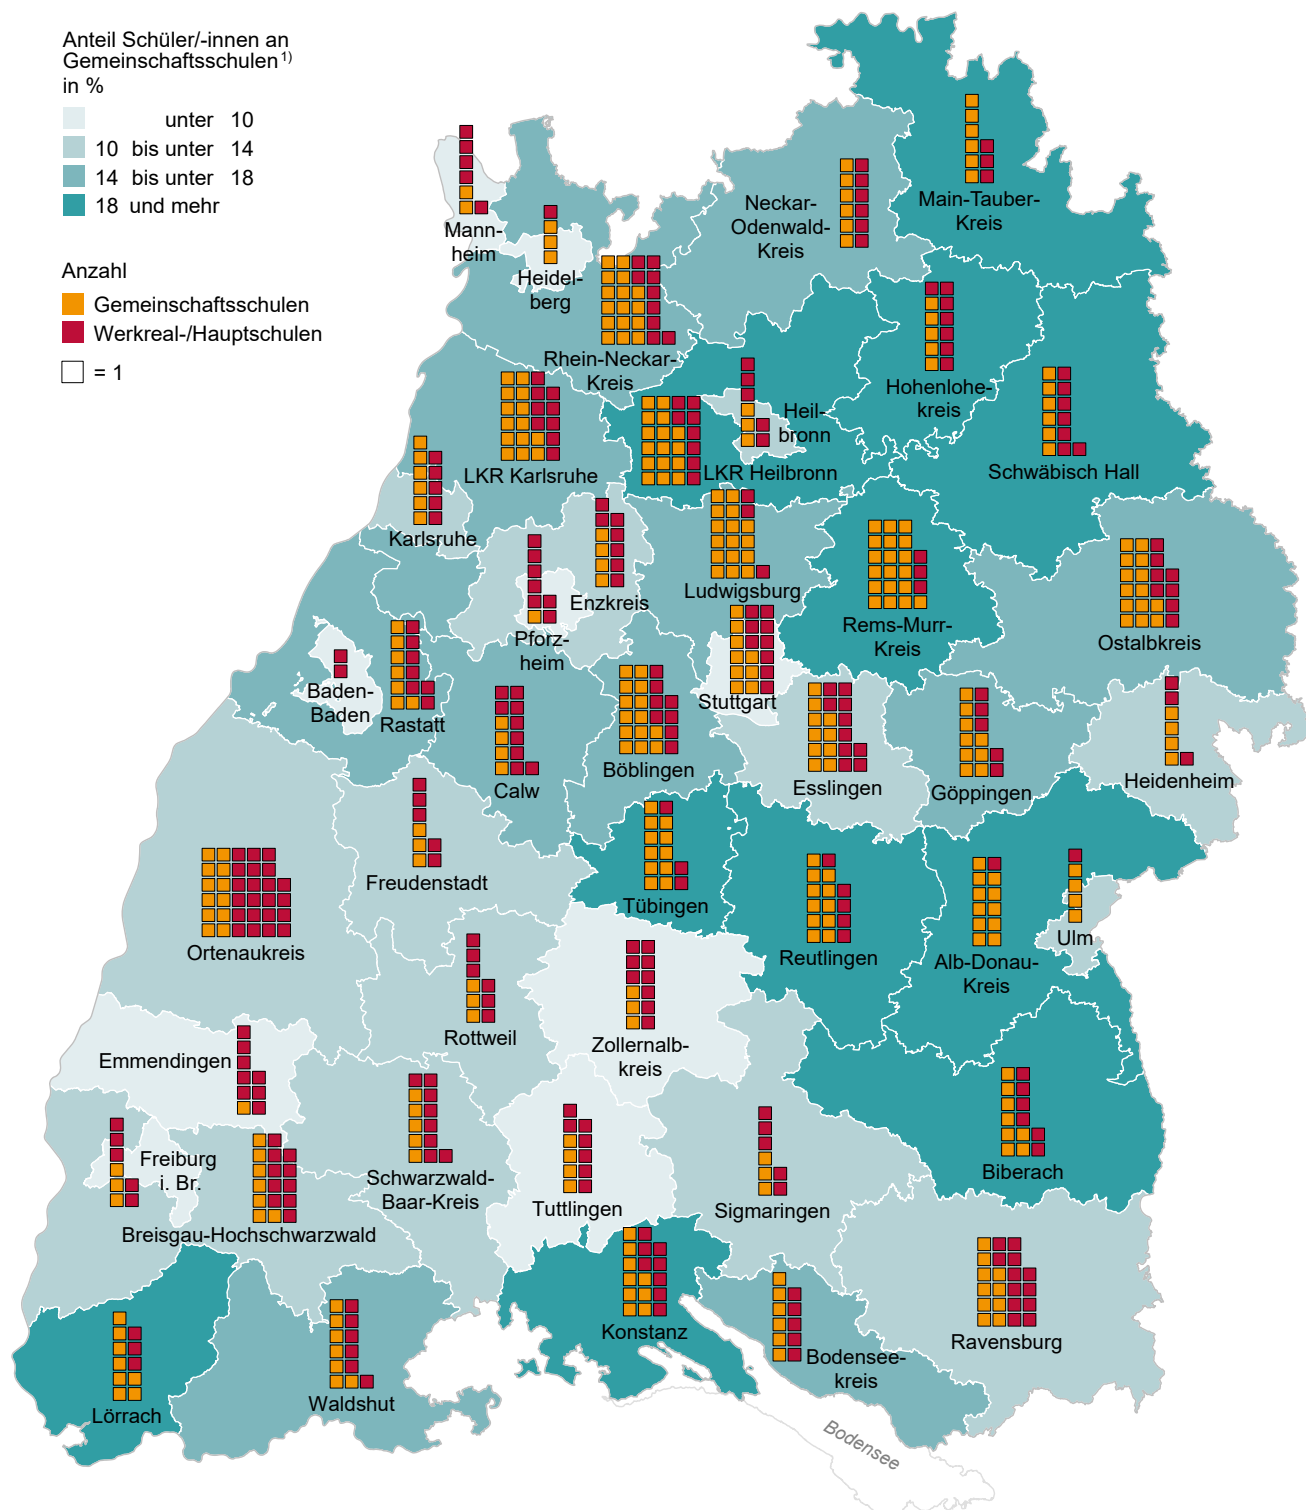 Anteil Schüler/-innen an
Gemeinschaftsschulen 1)
in %
unter 10
10 bis unter 14
14 bis unter 18
18 und mehr
Anzahl
Gemeinschaftsschulen
Werkreal-/Hauptschulen
= 1
Mann-
heim
Heidel-
berg
Rhein-Neckar-
Kreis
Neckar-
Odenwald-
Kreis
Main-Tauber-
Kreis
Hohenlohe-
kreis
Heil-
bronn
LKR Karlsruhe
LKR Heilbronn
Schwäbisch Hall
Karlsruhe
Enzkreis
Ludwigsburg
Pforz-
heim
Rems-Murr-
Kreis
Ostalbkreis
Baden-
Baden
Rastatt
Stuttgart
Calw
Böblingen
Esslingen
Göppingen
Heidenheim
Freudenstadt
Tübingen
Ortenaukreis
Reutlingen
Alb-Donau-
Kreis
Ulm
Rottweil
Zollernalb-
kreis
Emmendingen
Freiburg
i. Br.
Breisgau-Hochschwarzwald
Schwarzwald-
Baar-Kreis
Tuttlingen
Sigmaringen
Biberach
Konstanz
Bodensee-
kreis
Ravensburg
Lörrach
Waldshut
Bodensee